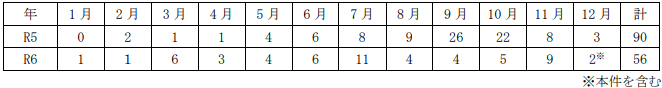 年 1月 2月 3月 4月 5月 6月 7月 8月 9月 10月 11月 12月 計
R5 0 2 1 1 4 6 8 9 26 22 8 3 90
R6 1 1 6 3 4 6 11 4 4 5 9 2※ 56
※本件を含む